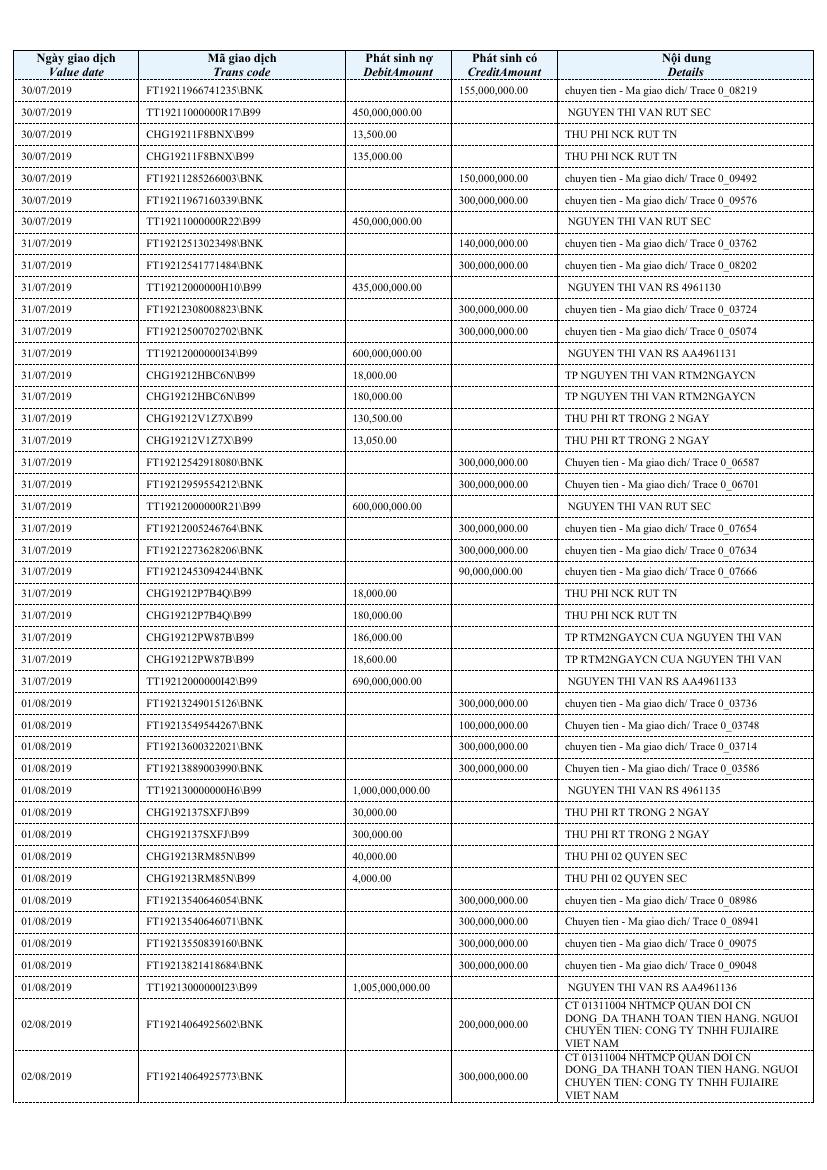 Ngày giao dịch Mã giao dịch Phát sinh nợ Phát sinh có Nội dung
Value date Trans code DebitAmount CreditAmount Details
30/07/2019 FT19211966741235\BNK 155,000,000.00 chuyen tien - Ma giao dich/ Trace 0_08219
30/07/2019 TT19211000000R17\B99 450,000,000.00 NGUYEN THI VAN RUT SEC
30/07/2019 CHG19211F8BNX\B99 13,500.00 THU PHI NCK RUT TN
30/07/2019 CHG19211F8BNX\B99 135,000.00 THU PHI NCK RUT TN
30/07/2019 FT19211285266003\BNK 150,000,000.00 chuyen tien - Ma giao dich/ Trace 0_09492
30/07/2019 FT19211967160339\BNK 300,000,000.00 chuyen tien - Ma giao dich/ Trace 0_09576
30/07/2019 TT19211000000R22\B99 450,000,000.00 NGUYEN THI VAN RUT SEC
31/07/2019 FT19212513023498\BNK 140,000,000.00 chuyen tien - Ma giao dich/ Trace 0_03762
31/07/2019 FT19212541771484\BNK 300,000,000.00 chuyen tien - Ma giao dich/ Trace 0_08202
31/07/2019 TT19212000000H10\B99 435,000,000.00 NGUYEN THI VAN RS 4961130
31/07/2019 FT19212308008823\BNK 300,000,000.00 chuyen tien - Ma giao dich/ Trace 0_03724
31/07/2019 FT19212500702702\BNK 300,000,000.00 chuyen tien - Ma giao dich/ Trace 0_05074
31/07/2019 TT19212000000I34\B99 600,000,000.00 NGUYEN THI VAN RS AA4961131
31/07/2019 CHG19212HBC6N\B99 18,000.00 TP NGUYEN THI VAN RTM2NGAYCN
31/07/2019 CHG19212HBC6N\B99 180,000.00 TP NGUYEN THI VAN RTM2NGAYCN
31/07/2019 CHG19212V1Z7X\B99 130,500.00 THU PHI RT TRONG 2 NGAY
31/07/2019 CHG19212V1Z7X\B99 13,050.00 THU PHI RT TRONG 2 NGAY
31/07/2019 FT19212542918080\BNK 300,000,000.00 Chuyen tien - Ma giao dich/ Trace 0_06587
31/07/2019 FT19212959554212\BNK 300,000,000.00 Chuyen tien - Ma giao dich/ Trace 0_06701
31/07/2019 TT19212000000R21\B99 600,000,000.00 NGUYEN THI VAN RUT SEC
31/07/2019 FT19212005246764\BNK 300,000,000.00 chuyen tien - Ma giao dich/ Trace 0_07654
31/07/2019 FT19212273628206\BNK 300,000,000.00 chuyen tien - Ma giao dich/ Trace 0_07634
31/07/2019 FT19212453094244\BNK 90,000,000.00 chuyen tien - Ma giao dich/ Trace 0_07666
31/07/2019 CHG19212P7B4Q\B99 18,000.00 THU PHI NCK RUT TN
31/07/2019 CHG19212P7B4Q\B99 180,000.00 THU PHI NCK RUT TN
31/07/2019 CHG19212PW87B\B99 186,000.00 TP RTM2NGAYCN CUA NGUYEN THI VAN
31/07/2019 CHG19212PW87B\B99 18,600.00 TP RTM2NGAYCN CUA NGUYEN THI VAN
31/07/2019 TT19212000000I42\B99 690,000,000.00 NGUYEN THI VAN RS AA4961133
01/08/2019 FT19213249015126\BNK 300,000,000.00 chuyen tien - Ma giao dich/ Trace 0_03736
01/08/2019 FT19213549544267\BNK 100,000,000.00 Chuyen tien - Ma giao dich/ Trace 0_03748
01/08/2019 FT19213600322021\BNK 300,000,000.00 chuyen tien - Ma giao dich/ Trace 0_03714
01/08/2019 FT19213889003990\BNK 300,000,000.00 Chuyen tien - Ma giao dich/ Trace 0_03586
01/08/2019 TT192130000000H6\B99 1,000,000,000.00 NGUYEN THI VAN RS 4961135
01/08/2019 CHG192137SXFJ\B99 30,000.00 THU PHI RT TRONG 2 NGAY
01/08/2019 CHG192137SXFJ\B99 300,000.00 THU PHI RT TRONG 2 NGAY
01/08/2019 CHG19213RM85N\B99 40,000.00 THU PHI 02 QUYEN SEC
01/08/2019 CHG19213RM85N\B99 4,000.00 THU PHI 02 QUYEN SEC
01/08/2019 FT19213540646054\BNK 300,000,000.00 chuyen tien - Ma giao dich/ Trace 0_08986
01/08/2019 FT19213540646071\BNK 300,000,000.00 Chuyen tien - Ma giao dich/ Trace 0_08941
01/08/2019 FT19213550839160\BNK 300,000,000.00 chuyen tien - Ma giao dich/ Trace 0_09075
01/08/2019 FT19213821418684\BNK 300,000,000.00 chuyen tien - Ma giao dich/ Trace 0_09048
01/08/2019 TT19213000000I23\B99 1,005,000,000.00 NGUYEN THI VAN RS AA4961136
02/08/2019 FT19214064925602\BNK 200,000,000.00 CT 01311004 NHTMCP QUAN DOI CN
DONG_DA THANH TOAN TIEN HANG. NGUOI
CHUYEN TIEN: CONG TY TNHH FUJIAIRE
VIET NAM
02/08/2019 FT19214064925773\BNK 300,000,000.00 CT 01311004 NHTMCP QUAN DOI CN
DONG_DA THANH TOAN TIEN HANG. NGUOI
CHUYEN TIEN: CONG TY TNHH FUJIAIRE
VIET NAM